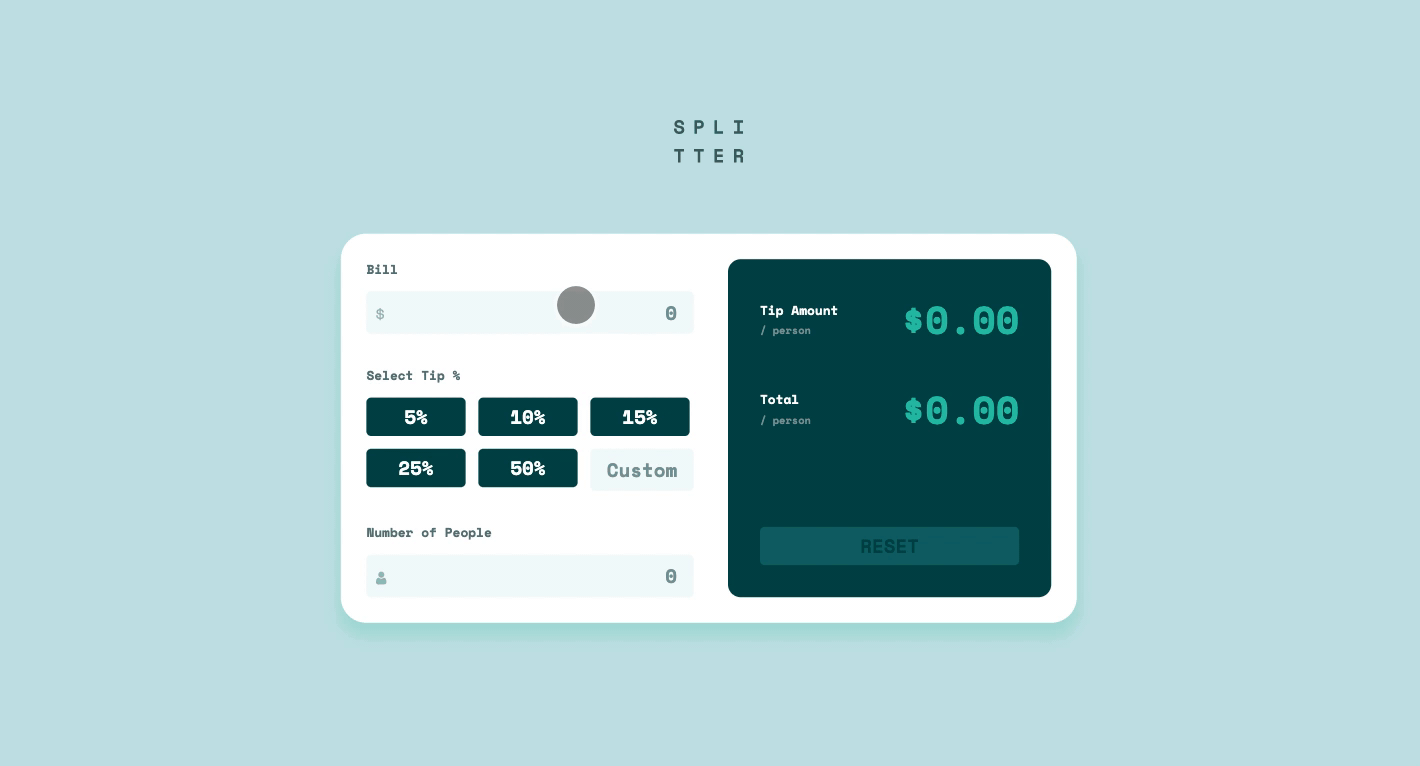 SPLI
TTER
Bill
$ 0
Select Tip %
5% 10% 15%
25% 50% Custom
Number of People
0
Tip Amount
/ person
$0.00
Total
/ person
$0.00
RESET